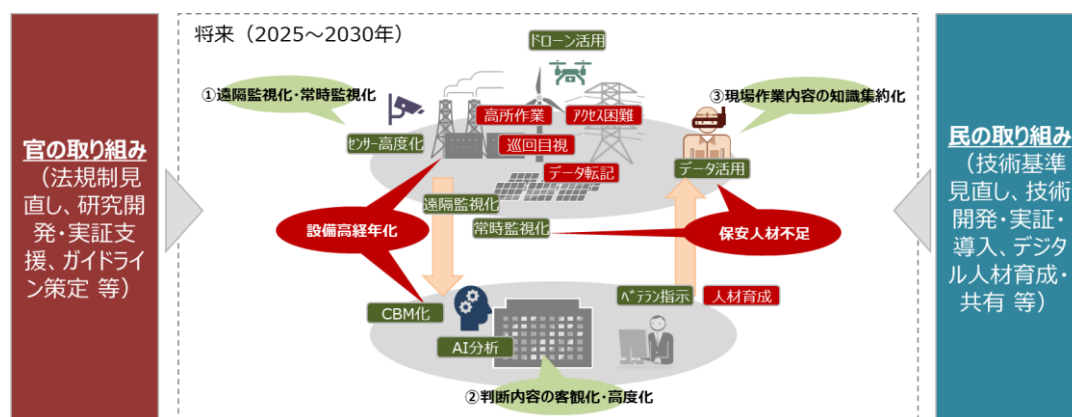 官の取り組み
（法規制見
直し、研究開
発・実証支
援、ガイドライ
ン策定 等）
将来（2025～2030年）
ドローン活用
①遠隔監視化・常時監視化
③現場作業内容の知識集約化
高所作業
アクセス困難
センサー高度化
巡回目視
データ転記
データ活用
遠隔監視化
設備高経年化
常時監視化
保安人材不足
ベテラン指示
人材育成
CBM化
AI分析
②判断内容の客観化・高度化
民の取り組み
（技術基準
見直し、技術
開発・実証・
導入、デジタ
ル人材育成・
共有 等）